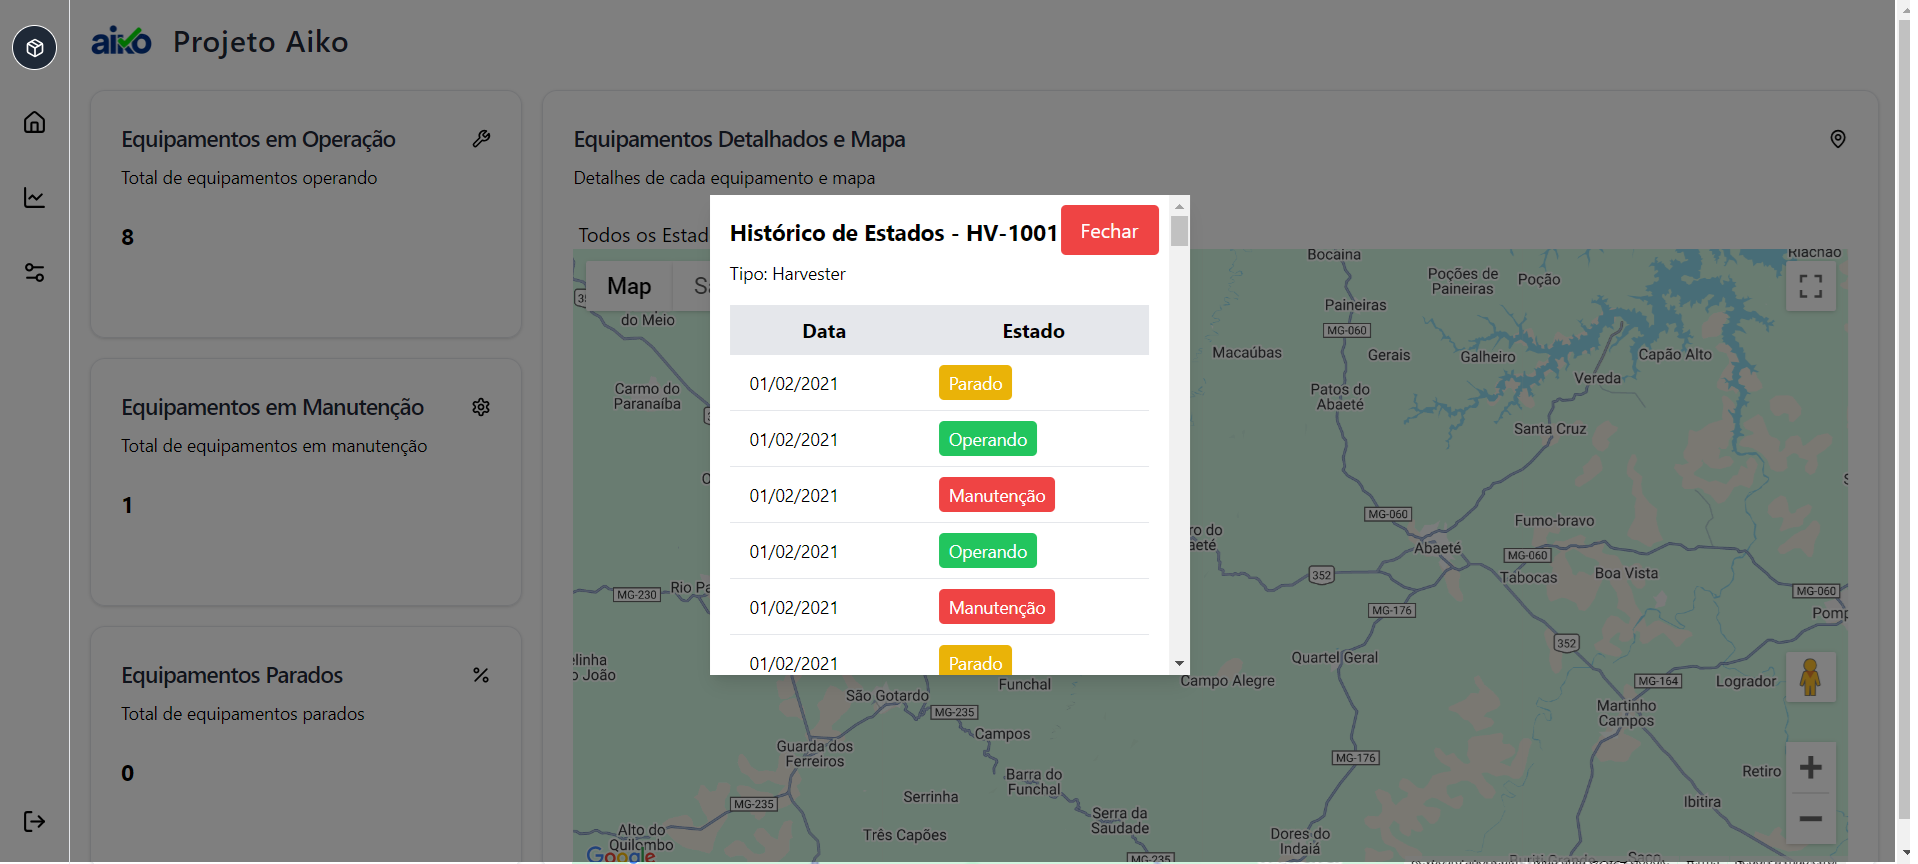 aiko Projeto Aiko
Equipamentos em Operação
Total de equipamentos operando
8
Equipamentos em Manutenção
Total de equipamentos em manutenção
1
Equipamentos Parados
Total de equipamentos parados
0
Equipamentos Detalhados e Mapa
Detalhes de cada equipamento e mapa
Todos os Estad
Map
Histórico de Estados - HV-1001
Fechar
Tipo: Harvester
Data Estado
01/02/2021 Parado
01/02/2021 Operando
01/02/2021 Manutenção
01/02/2021 Operando
01/02/2021 Manutenção
01/02/2021 Parado
do Meio
Carmo do
Paranaíba
MG-230
Rio Pa
São Gotardo
MG-235
Funchal
Campos
Guarda dos
Ferreiros
Barra do
Funchal
Serrinha
MG-235
Serra da
Saudade
Alto do
Quilombo
Três Capões
MG-235
Google
Bocaina
Riachão
Poções de
Paineiras
Poção
Paineiras
MG-060
Macaúbas
Gerais
Galheiro
Capão Alto
Vereda
Patos do
Abaeté
Santa Cruz
MG-060
Fumo-bravo
Abaeté
MG-060
352
Tabocas
Boa Vista
MG-060
MG-176
Pomp
352
Quartel Geral
Campo Alegre
MG-164
Logrador
Martinho
Campos
MG-176
Retiro
Ibitira
Dores do
Indaiá